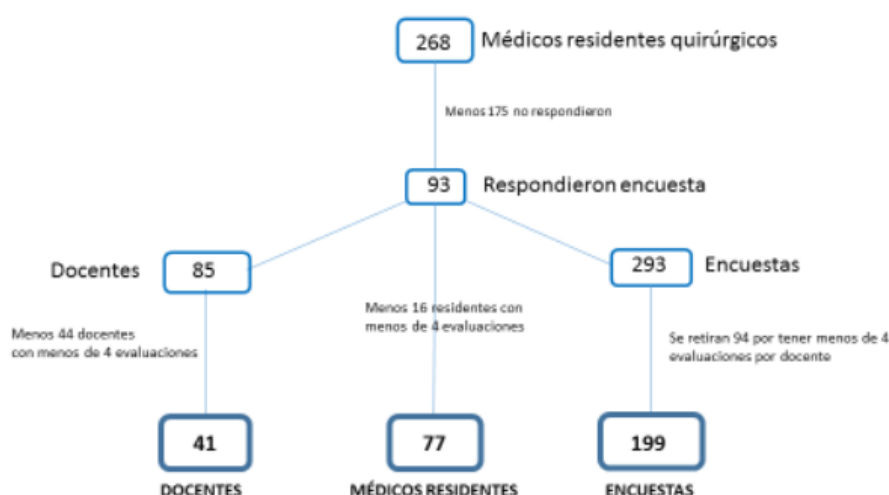 268
Médicos residentes quirúrgicos
Menos 175 no respondieron
93
Respondieron encuesta
Docentes
85
293
Encuestas
Menos 44 docentes
con menos de 4 evaluaciones
Menos 16 residentes con
menos de 4 evaluaciones
Se retiran 94 por tener menos de 4
evaluaciones por docente
41
77
199
DOCENTES
MÉDICOS RESIDENTES
ENCUESTAS